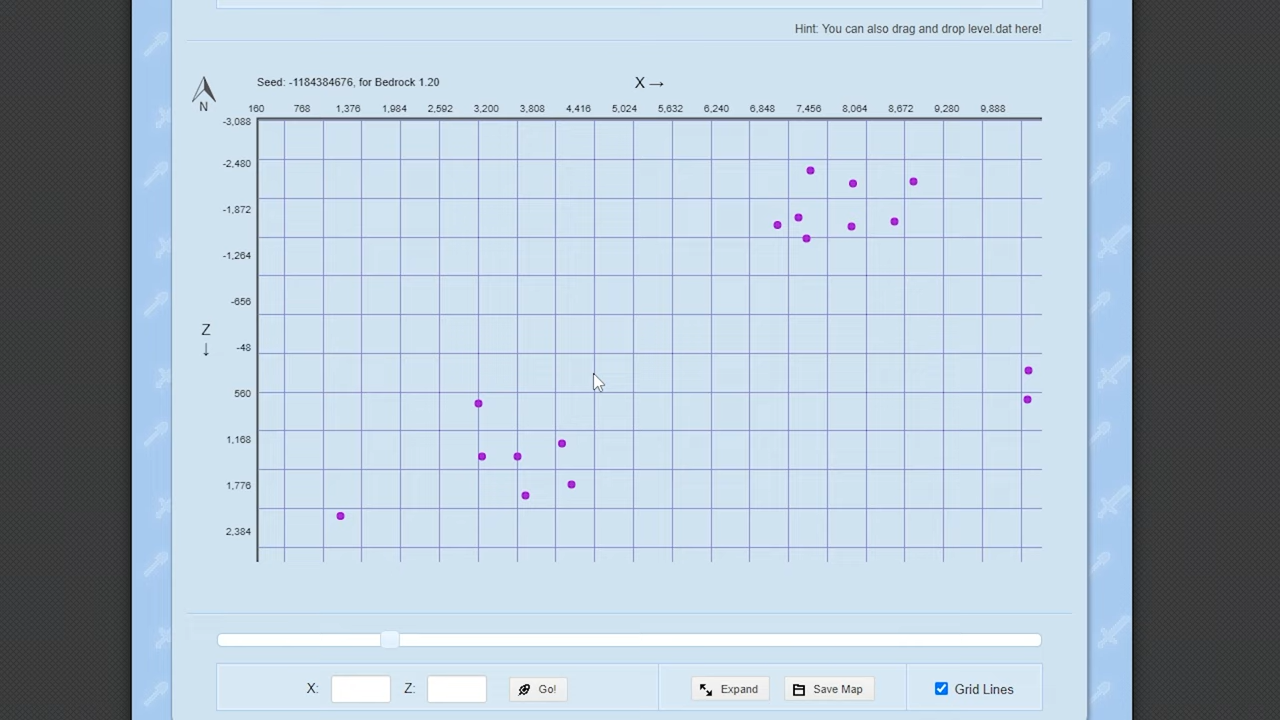 Hint: You can also drag and drop level.dat here!
Seed: -1184384676, for Bedrock 1.20
X →
N
160 768 1,376 1,984 2,592 3,200 3,808 4,416 5,024 5,632 6,240 6,848 7,456 8,064 8,672 9,280 9,888
-3,088
-2,480
-1,872
-1,264
-656
Z
↓
-48
560
1,168
1,776
2,384
X: Z: Go! Expand Save Map Grid Lines